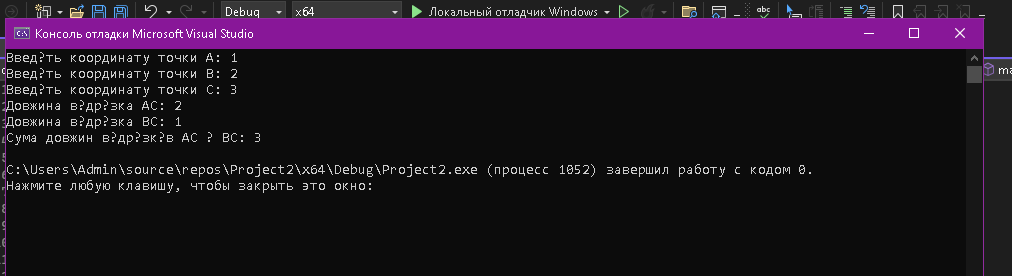 Debug x64 Локальный отладчик Windows
Консоль отладки Microsoft Visual Studio
Введ?ть координату точки A: 1
Введ?ть координату точки B: 2
Введ?ть координату точки C: 3
Довжина в?др?зка AC: 2
Довжина в?др?зка BC: 1
Сума довжин в?др?зк?в AC ? BC: 3
C:\Users\Admin\source\repos\Project2\x64\Debug\Project2.exe (процесс 1052) завершил работу с кодом 0.
Нажмите любую клавишу, чтобы закрыть это окно: